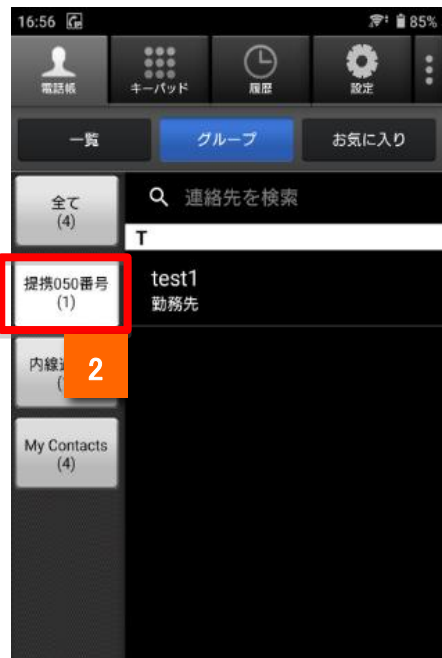 16:56
85%
電話帳
キーパッド
履歴
設定
一覧
グループ
お気に入り
全て
(4)
連絡先を検索
T
提携050番号
(1)
test1
勤務先
内線
(
2
My Contacts
(4)